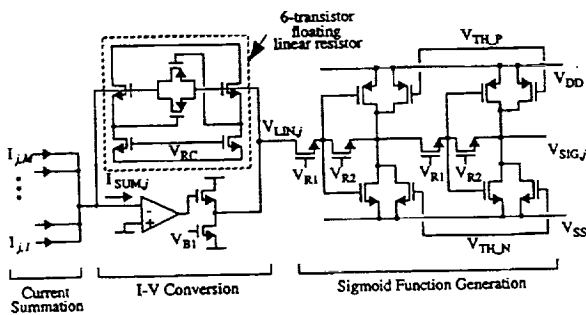 6-transistor
floating
linear resistor
V_TH_P
V_DD
V_LIN,j
V_RC
I_j,M
I_SUM,j
V_R1
V_R2
V_R1
V_R2
V_SIG,j
I_j,1
-
+
V_B1
V_SS
V_TH_N
Current
Summation
I-V Conversion
Sigmoid Function Generation